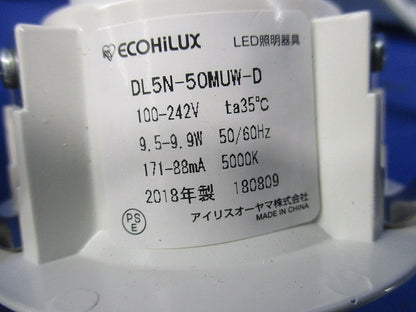 ECOHiLUX LED照明器具
DL5N-50MUW-D
100-242V ta35℃
9.5-9.9W 50/60Hz
171-88mA 5000K
2018年製 180809
PS
E
アイリスオーヤマ株式会社
MADE IN CHINA